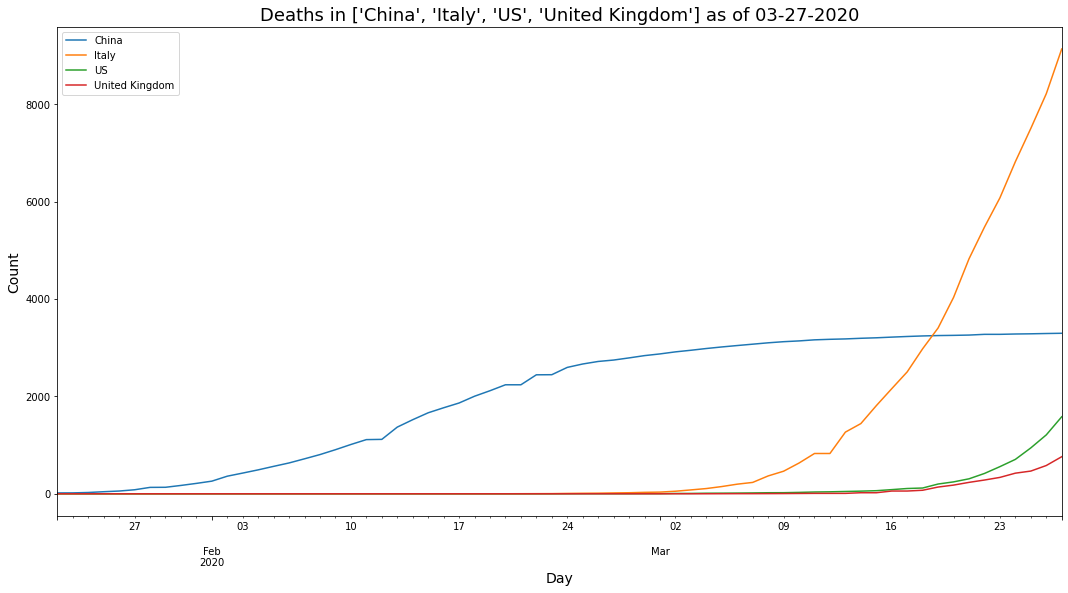 Deaths in ['China', 'Italy', 'US', 'United Kingdom'] as of 03-27-2020
China
Italy
US
United Kingdom
8000
6000
4000
2000
0
Count
27 03 10 17 24 02 09 16 23
Feb Mar
2020
Day